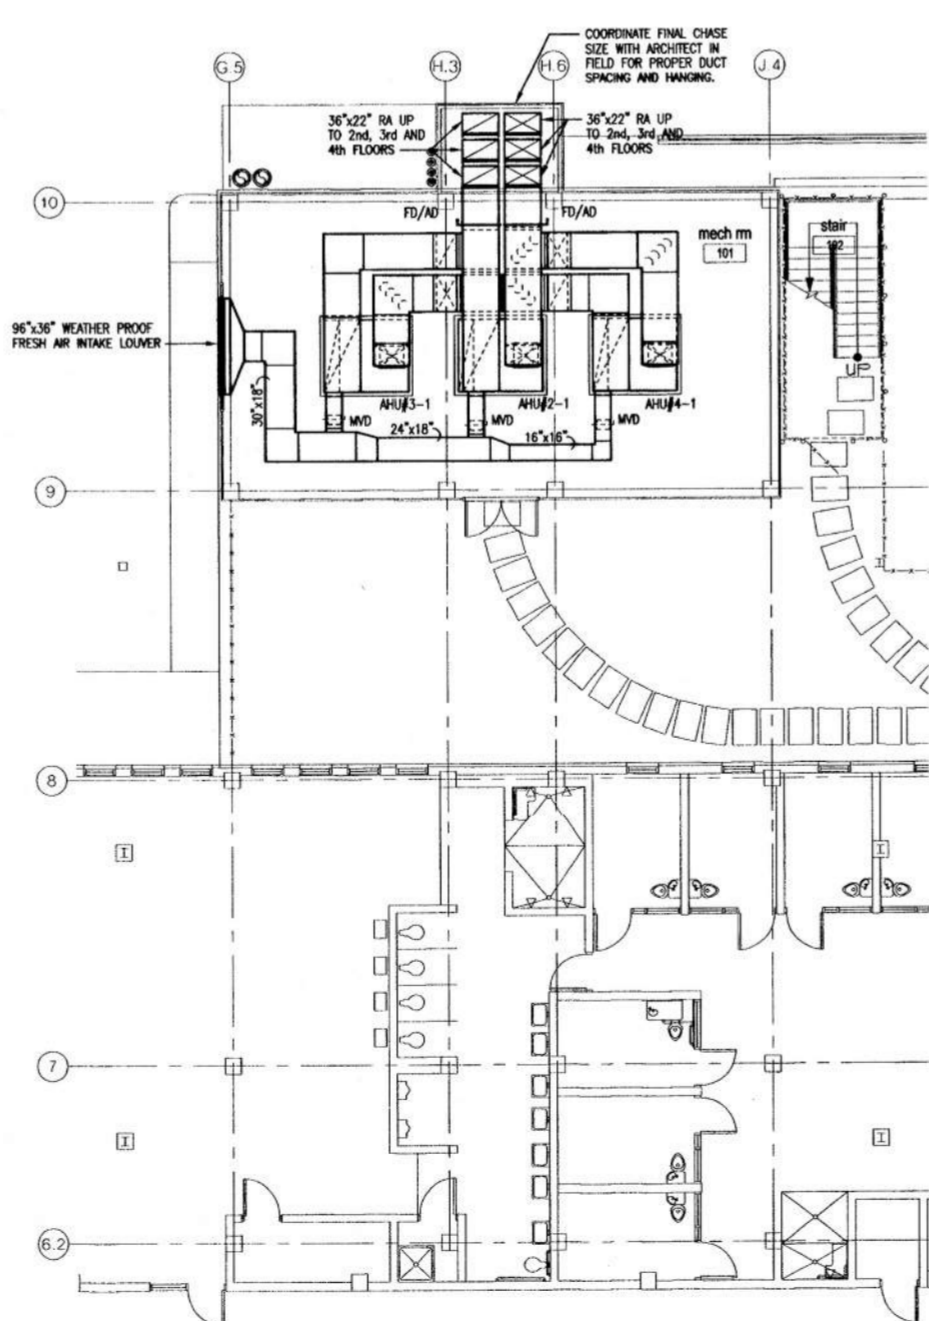 COORDINATE FINAL CHASE
SIZE WITH ARCHITECT IN
FIELD FOR PROPER DUCT
SPACING AND HANGING.
G.5
H.3
H.6
J.4
36"x22" RA UP
TO 2nd, 3rd AND
4th FLOORS
36"x22" RA UP
TO 2nd, 3rd AND
4th FLOORS
10
FD/AD
FD/AD
mech rm
101
stair
102
96"x36" WEATHER PROOF
FRESH AIR INTAKE LOUVER
UP
30"x18"
AHU#3-1
AHU#2-1
AHU#4-1
MVD
MVD
MVD
24"x18"
16"x16"
9
8
7
6.2